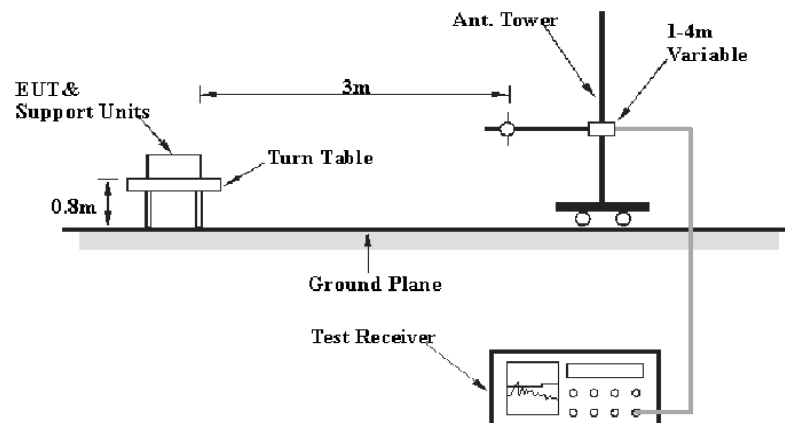 Ant. Tower
1-4m
Variable
EUT &
Support Units
3m
Turn Table
0.8m
Ground Plane
Test Receiver